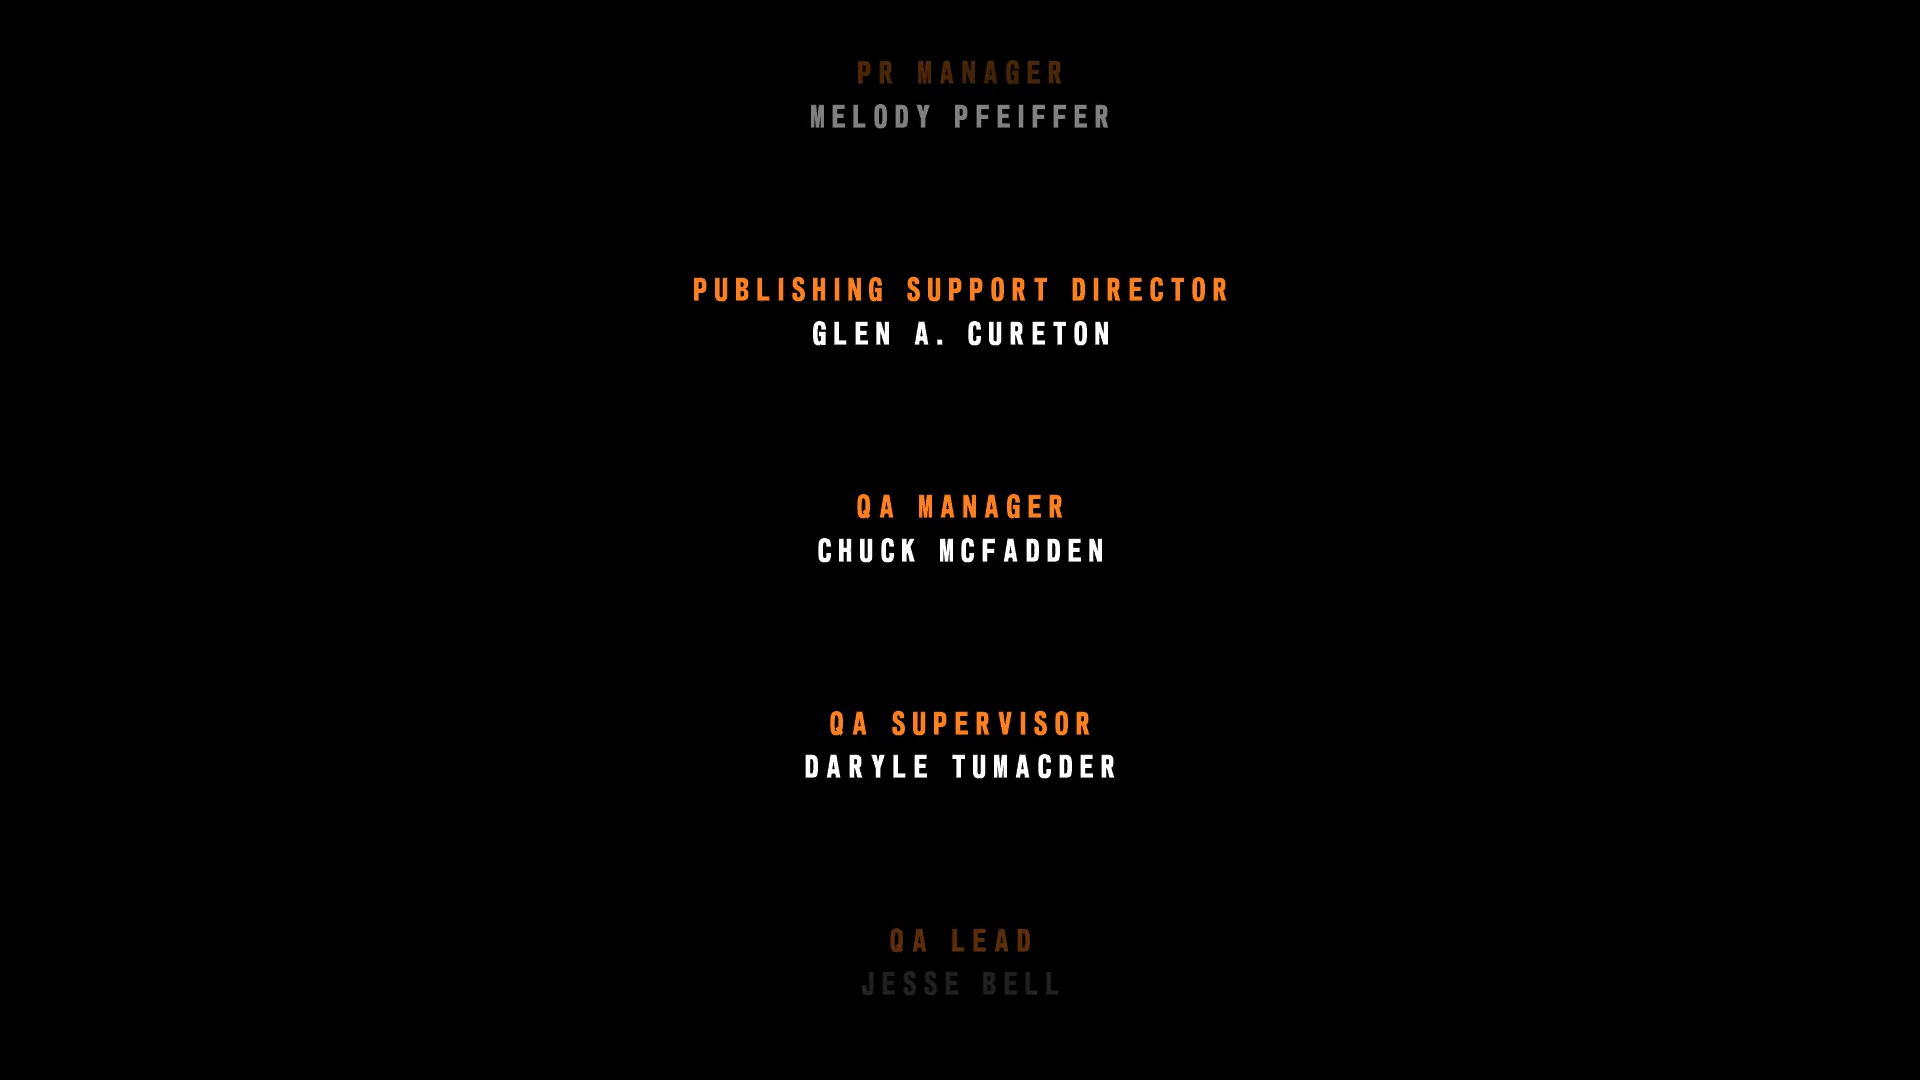 PR MANAGER
MELODY PFEIFFER
PUBLISHING SUPPORT DIRECTOR
GLEN A. CURETON
QA MANAGER
CHUCK MCFADDEN
QA SUPERVISOR
DARYLE TUMACDER
QA LEAD
JESSE BELL